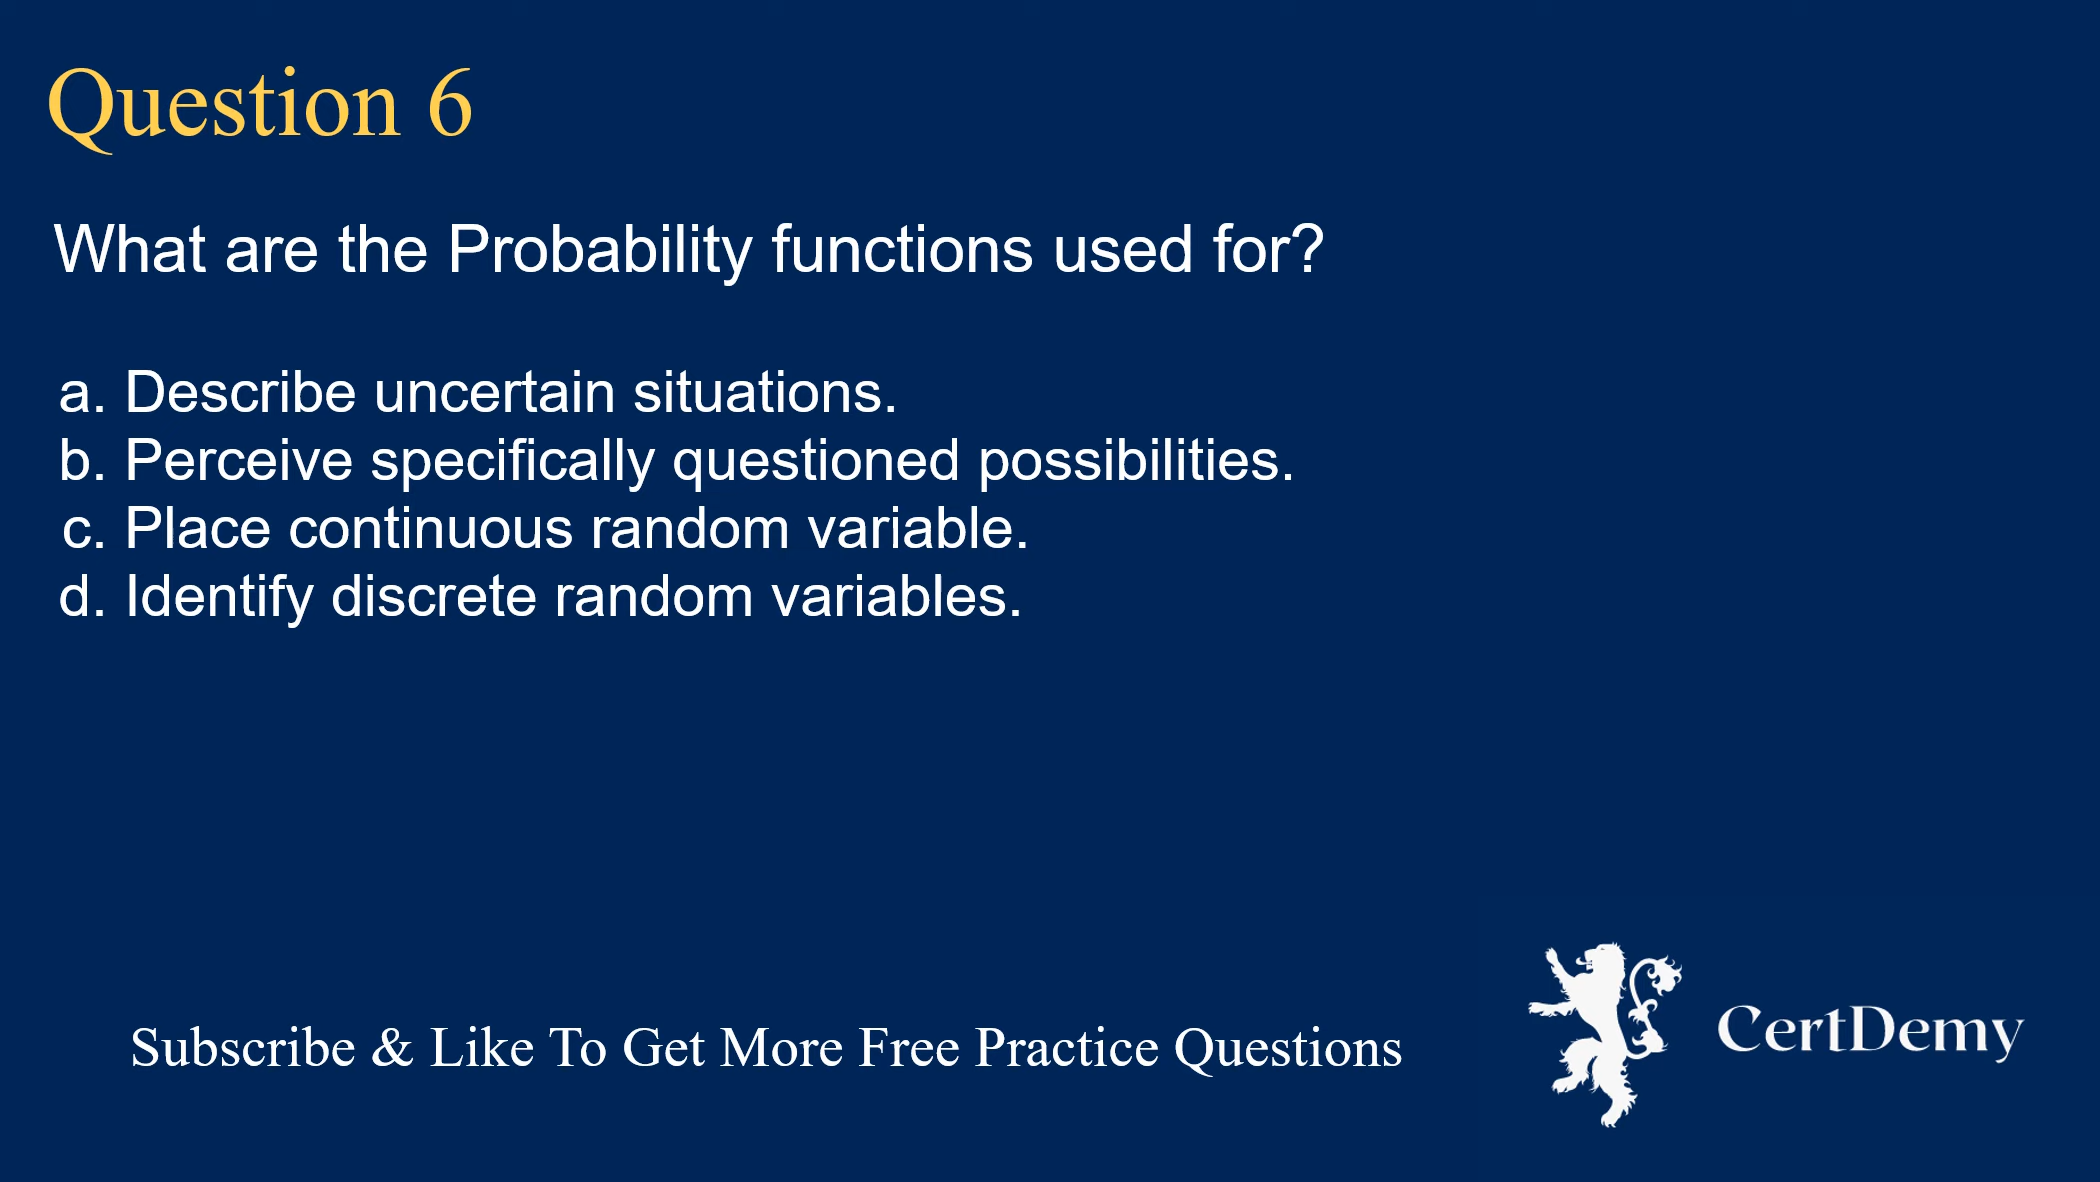 Question 6
What are the Probability functions used for?
a. Describe uncertain situations.
b. Perceive specifically questioned possibilities.
c. Place continuous random variable.
d. Identify discrete random variables.
Subscribe & Like To Get More Free Practice Questions
CertDemy